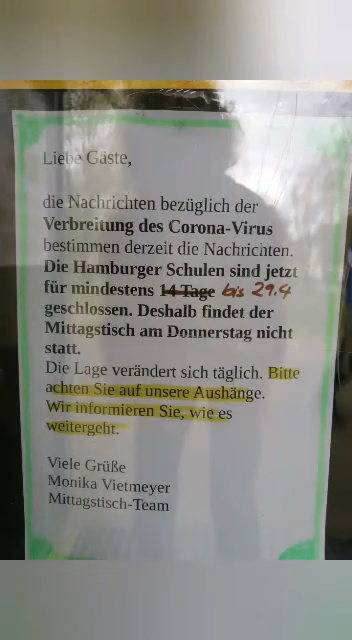 Liebe Gäste,
die Nachrichten bezüglich der
Verbreitung des Corona-Virus
bestimmen derzeit die Nachrichten.
Die Hamburger Schulen sind jetzt
für mindestens 14 Tage bis 29.4
geschlossen. Deshalb findet der
Mittagstisch am Donnerstag nicht
statt.
Die Lage verändert sich täglich. Bitte
achten Sie auf unsere Aushänge.
Wir informieren Sie, wie es
weitergeht.
Viele Grüße
Monika Vietmeyer
Mittagstisch-Team